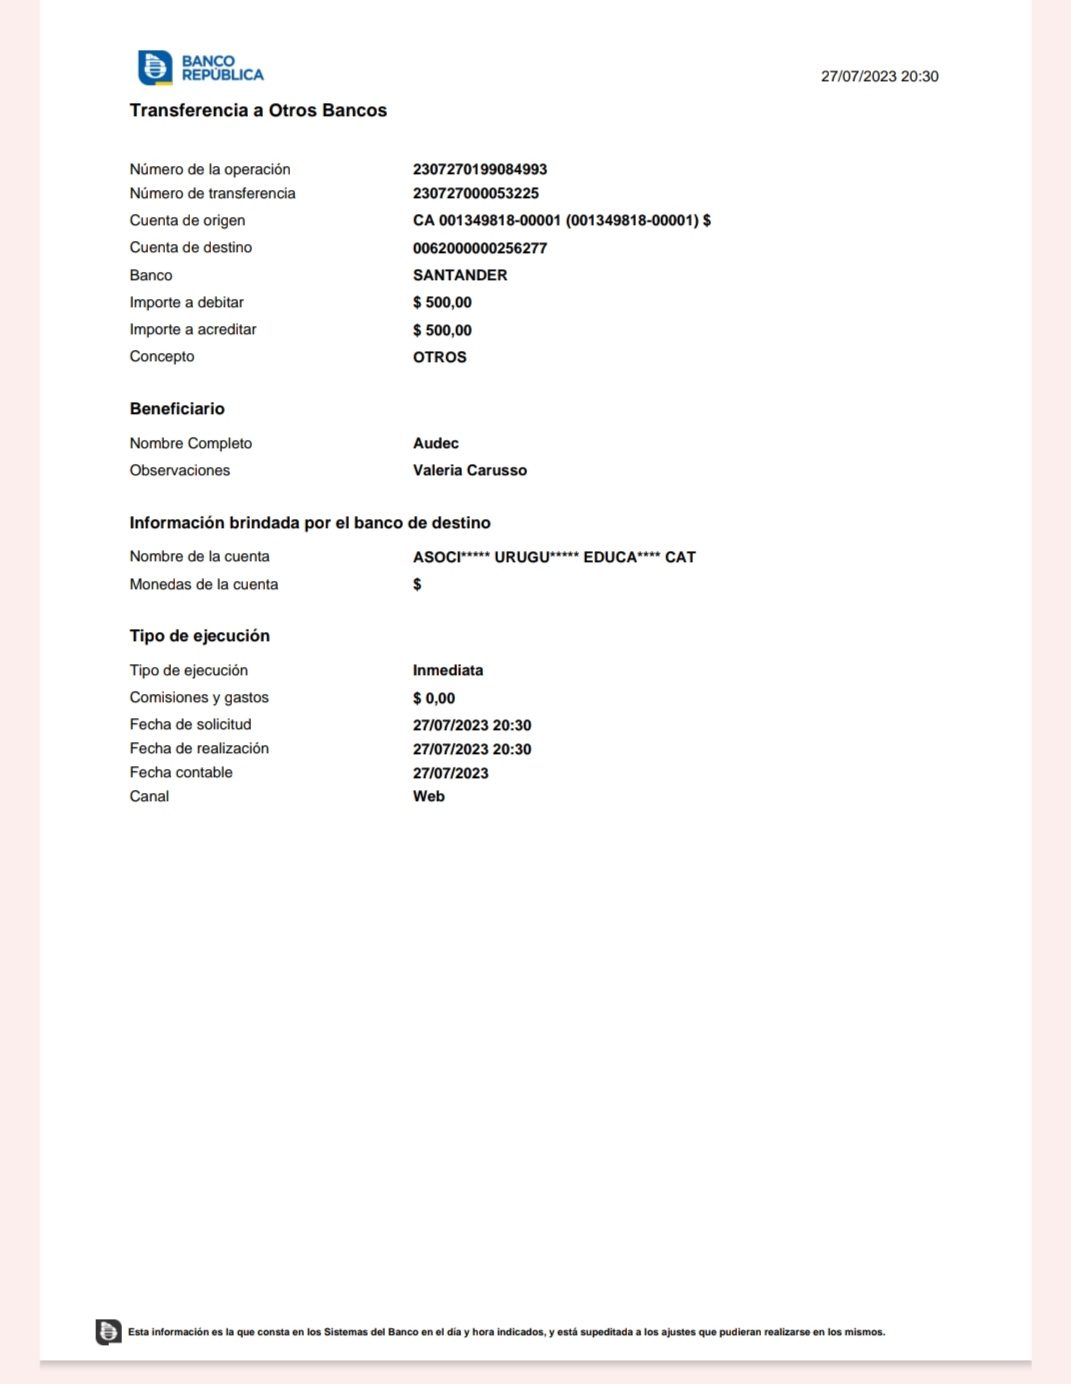 BANCO
REPÚBLICA
27/07/2023 20:30
Transferencia a Otros Bancos
Número de la operación 2307270199084993
Número de transferencia 230727000053225
Cuenta de origen CA 001349818-00001 (001349818-00001) $
Cuenta de destino 0062000000256277
Banco SANTANDER
Importe a debitar $ 500,00
Importe a acreditar $ 500,00
Concepto OTROS
Beneficiario
Nombre Completo Audec
Observaciones Valeria Carusso
Información brindada por el banco de destino
Nombre de la cuenta ASOCI***** URUGU***** EDUCA**** CAT
Monedas de la cuenta $
Tipo de ejecución
Tipo de ejecución Inmediata
Comisiones y gastos $ 0,00
Fecha de solicitud 27/07/2023 20:30
Fecha de realización 27/07/2023 20:30
Fecha contable 27/07/2023
Canal Web
Esta información es la que consta en los Sistemas del Banco en el día y hora indicados, y está supeditada a los ajustes que pudieran realizarse en los mismos.